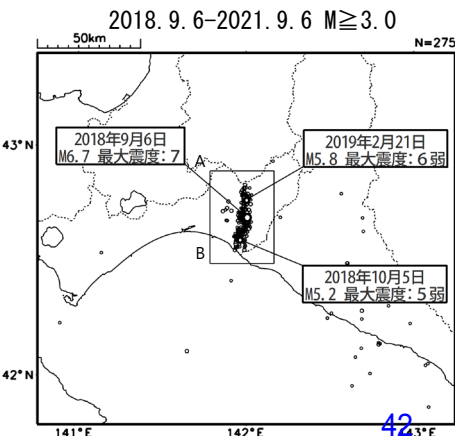 2018.9.6-2021.9.6 M≧3.0
50km
N=275
43°N
2018年9月6日
M6.7 最大震度:7
A
2019年2月21日
M5.8 最大震度:6弱
B
2018年10月5日
M5.2 最大震度:5弱
42°N
141°E
142°E
143°E
42